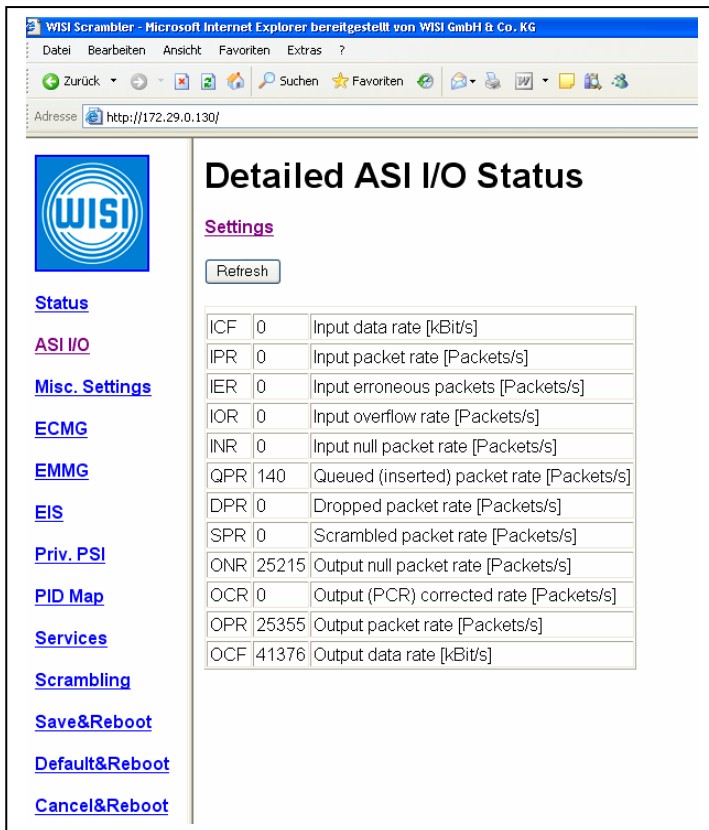 WISI Scrambler - Microsoft Internet Explorer bereitgestellt von WISI GmbH & Co. KG
Datei Bearbeiten Ansicht Favoriten Extras ?
Zurück Suchen Favoriten
Adresse http://172.29.0.130/
WISI
Status
ASI I/O
Misc. Settings
ECMG
EMMG
EIS
Priv. PSI
PID Map
Services
Scrambling
Save&Reboot
Default&Reboot
Cancel&Reboot
Detailed ASI I/O Status
Settings
Refresh
ICF 0 Input data rate [kBit/s]
IPR 0 Input packet rate [Packets/s]
IER 0 Input erroneous packets [Packets/s]
IOR 0 Input overflow rate [Packets/s]
INR 0 Input null packet rate [Packets/s]
QPR 140 Queued (inserted) packet rate [Packets/s]
DPR 0 Dropped packet rate [Packets/s]
SPR 0 Scrambled packet rate [Packets/s]
ONR 25215 Output null packet rate [Packets/s]
OCR 0 Output (PCR) corrected rate [Packets/s]
OPR 25355 Output packet rate [Packets/s]
OCF 41376 Output data rate [kBit/s]